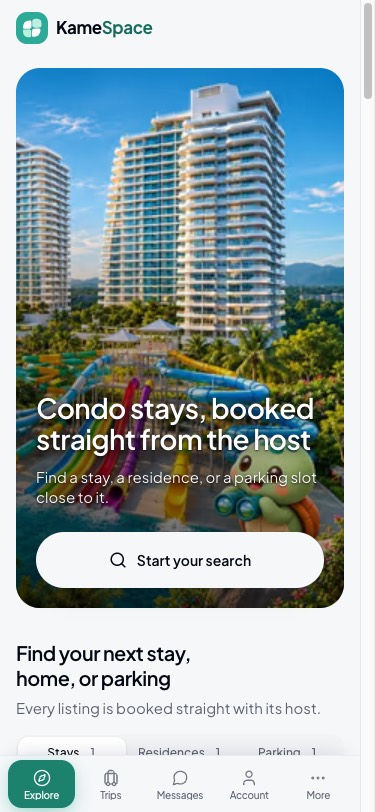 KameSpace
Condo stays, booked
straight from the host
Find a stay, a residence, or a parking slot
close to it.
Start your search
Find your next stay,
home, or parking
Every listing is booked straight with its host.
Stays 1 Residences 1 Parking 1
Explore Trips Messages Account More